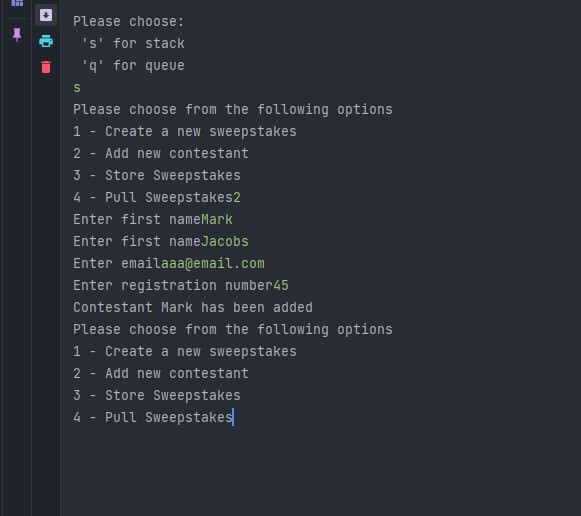 Please choose:
's' for stack
'q' for queue
s
Please choose from the following options
1 - Create a new sweepstakes
2 - Add new contestant
3 - Store Sweepstakes
4 - Pull Sweepstakes2
Enter first nameMark
Enter first nameJacobs
Enter emailaaa@email.com
Enter registration number45
Contestant Mark has been added
Please choose from the following options
1 - Create a new sweepstakes
2 - Add new contestant
3 - Store Sweepstakes
4 - Pull Sweepstakes